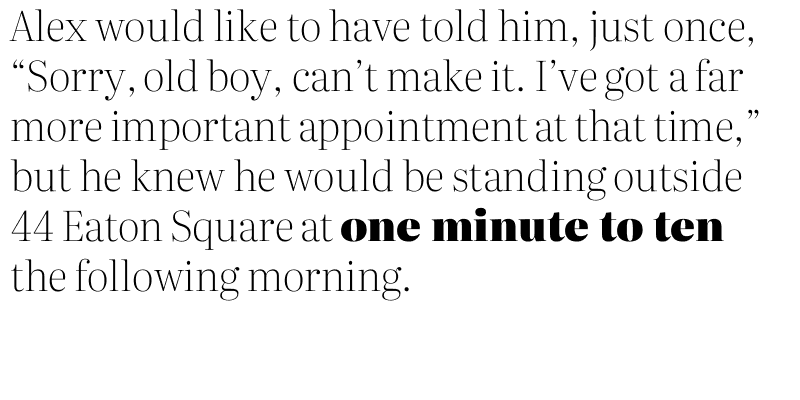 Alex would like to have told him, just once,
“Sorry, old boy, can’t make it. I’ve got a far
more important appointment at that time,”
but he knew he would be standing outside
44 Eaton Square at one minute to ten
the following morning.